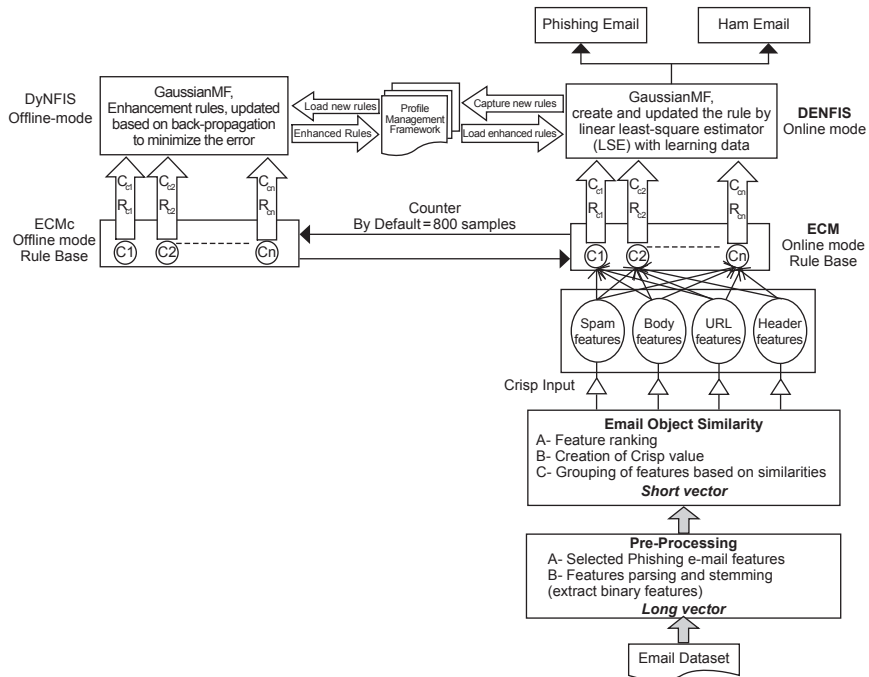 Phishing Email
Ham Email
DyNFIS
Offline-mode
GaussianMF,
Enhancement rules, updated
based on back-propagation
to minimize the error
Load new rules
Enhanced Rules
Profile
Management
Framework
Capture new rules
Load enhanced rules
GaussianMF,
create and updated the rule by
linear least-square estimator
(LSE) with learning data
DENFIS
Online mode
Cc1 Rc1
Cc2 Rc2
Ccn Rcn
Cc1 Rc1
Cc2 Rc2
Ccn Rcn
ECMc
Offline mode
Rule Base
C1
C2
Cn
Counter
By Default=800 samples
C1
C2
Cn
ECM
Online mode
Rule Base
Spam
features
Body
features
URL
features
Header
features
Crisp Input
Email Object Similarity
A- Feature ranking
B- Creation of Crisp value
C- Grouping of features based on similarities
Short vector
Pre-Processing
A- Selected Phishing e-mail features
B- Features parsing and stemming
(extract binary features)
Long vector
Email Dataset